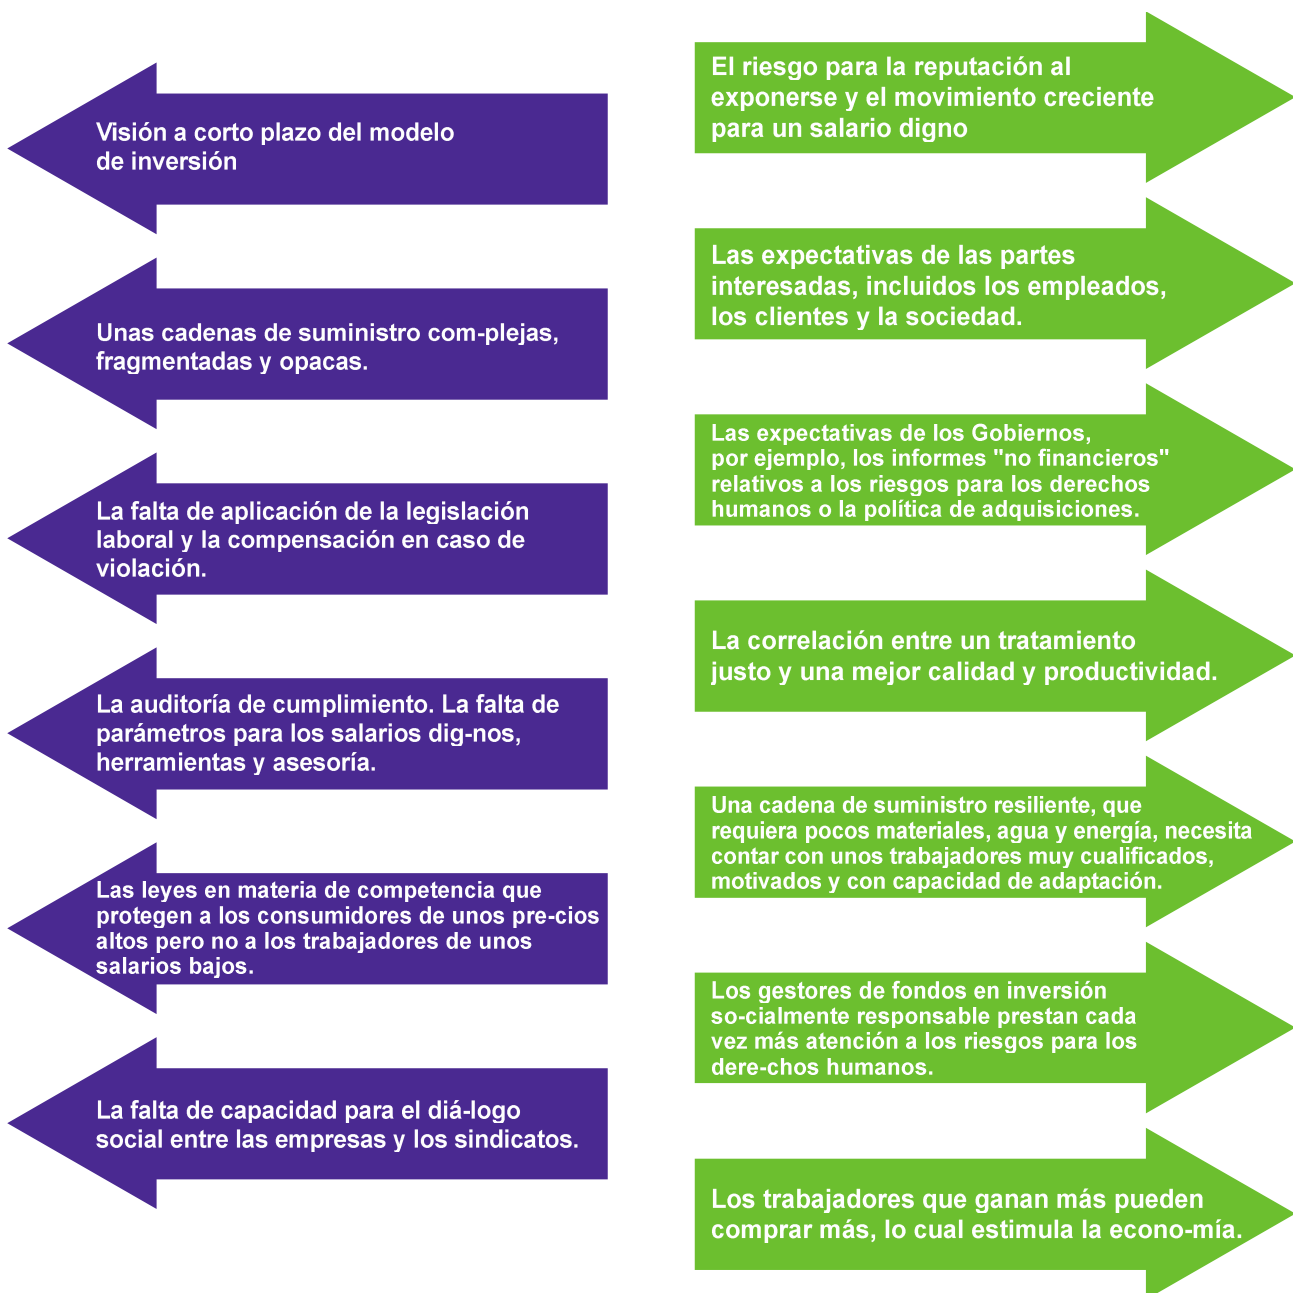 Visión a corto plazo del modelo
de inversión
Unas cadenas de suministro com-plejas,
fragmentadas y opacas.
La falta de aplicación de la legislación
laboral y la compensación en caso de
violación.
La auditoría de cumplimiento. La falta de
parámetros para los salarios dig-nos,
herramientas y asesoría.
Las leyes en materia de competencia que
protegen a los consumidores de unos pre-cios
altos pero no a los trabajadores de unos
salarios bajos.
La falta de capacidad para el diá-logo
social entre las empresas y los sindicatos.
El riesgo para la reputación al
exponerse y el movimiento creciente
para un salario digno
Las expectativas de las partes
interesadas, incluidos los empleados,
los clientes y la sociedad.
Las expectativas de los Gobiernos,
por ejemplo, los informes "no financieros"
relativos a los riesgos para los derechos
humanos o la política de adquisiciones.
La correlación entre un tratamiento
justo y una mejor calidad y productividad.
Una cadena de suministro resiliente, que
requiera pocos materiales, agua y energía, necesita
contar con unos trabajadores muy cualificados,
motivados y con capacidad de adaptación.
Los gestores de fondos en inversión
so-cialmente responsable prestan cada
vez más atención a los riesgos para los
dere-chos humanos.
Los trabajadores que ganan más pueden
comprar más, lo cual estimula la econo-mía.